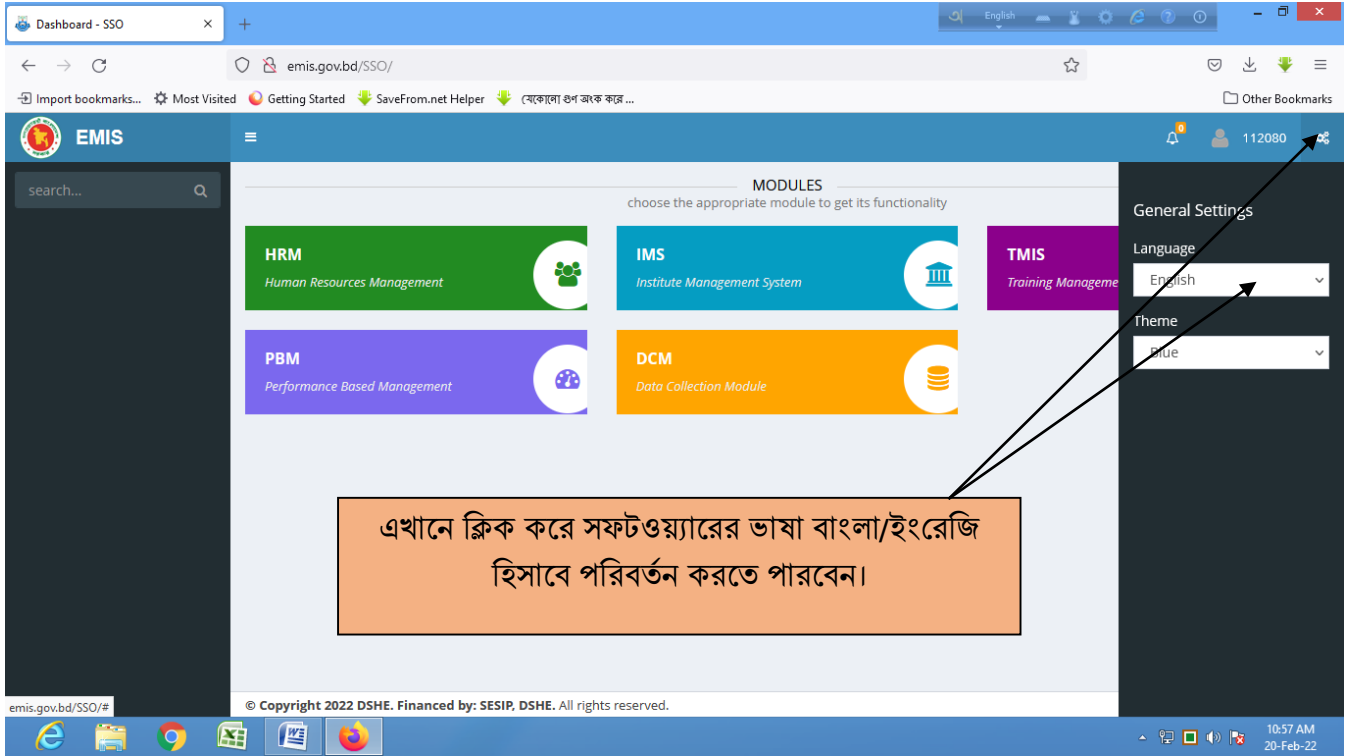 Dashboard - SSO
English
emis.gov.bd/SSO/
Import bookmarks... Most Visited Getting Started SaveFrom.net Helper যেকোনো গুণ অংক করে ... Other Bookmarks
EMIS 0 112080
search...
MODULES
choose the appropriate module to get its functionality
General Settings
HRM
Human Resources Management
IMS
Institute Management System
TMIS
Training Manageme
Language
English
Theme
Blue
PBM
Performance Based Management
DCM
Data Collection Module
এখানে ক্লিক করে সফটওয়্যারের ভাষা বাংলা/ইংরেজি
হিসাবে পরিবর্তন করতে পারবেন।
© Copyright 2022 DSHE. Financed by: SESIP, DSHE. All rights reserved.
emis.gov.bd/SSO/#
10:57 AM
20-Feb-22